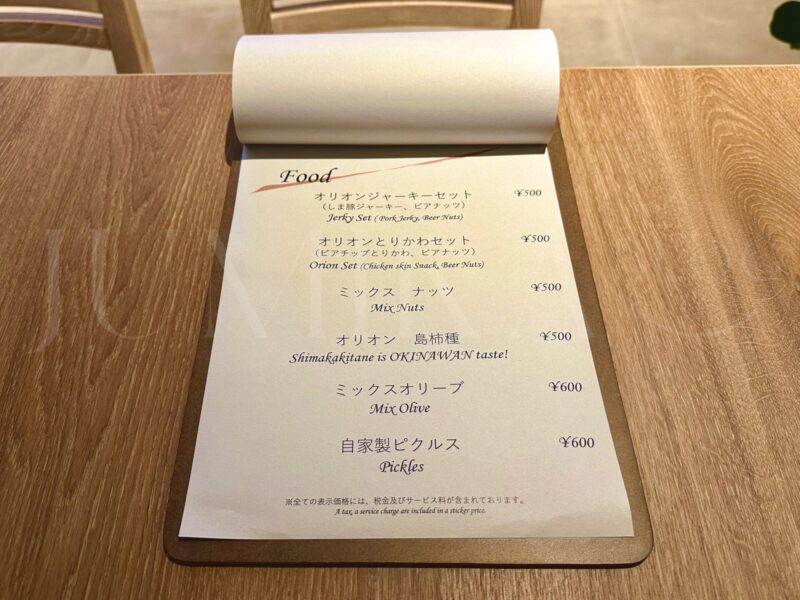 Food
オリオンジャーキーセット ¥500
(しま豚ジャーキー、ビアナッツ)
Jerky Set (Pork Jerky, Beer Nuts)
オリオンとりかわセット ¥500
(ビアチップとりかわ、ビアナッツ)
Orion Set (Chicken skin Snack, Beer Nuts)
ミックス ナッツ ¥500
Mix Nuts
オリオン 島柿種 ¥500
Shimakakitane is OKINAWAN taste!
ミックスオリーブ ¥600
Mix Olive
自家製ピクルス ¥600
Pickles
※全ての表示価格には、税金及びサービス料が含まれております。
A tax, a service charge are included in a sticker price.